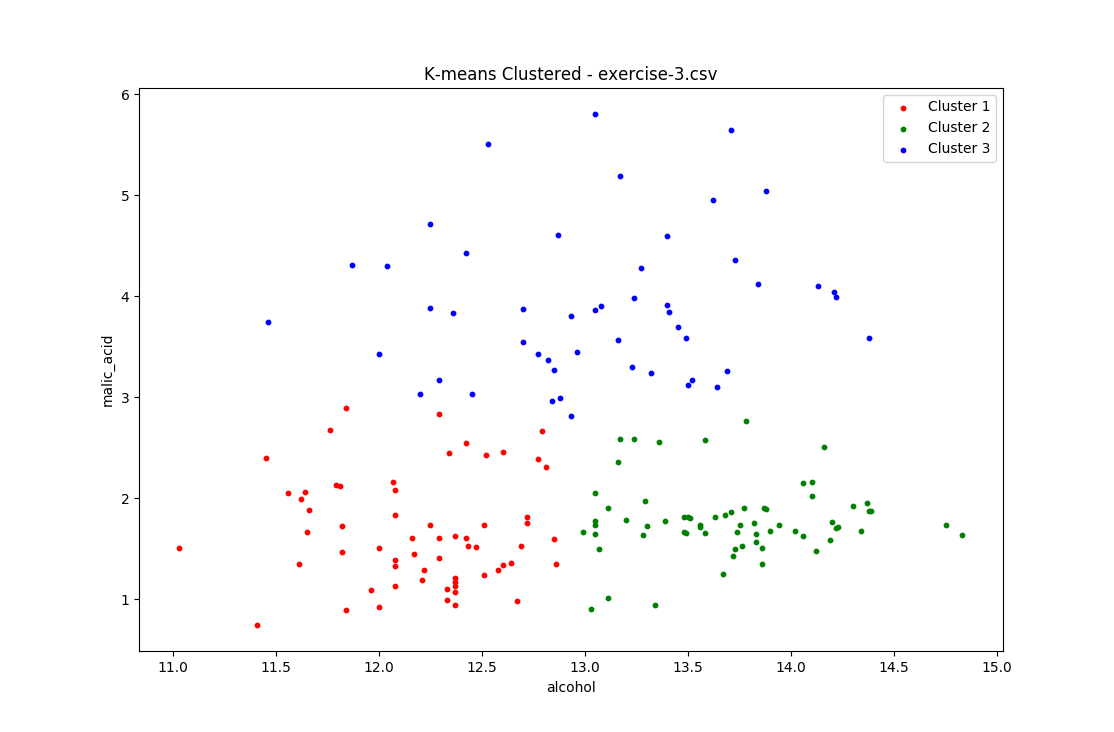 K-means Clustered - exercise-3.csv
6
5
4
3
2
1
malic_acid
Cluster 1
Cluster 2
Cluster 3
11.0 11.5 12.0 12.5 13.0 13.5 14.0 14.5 15.0
alcohol